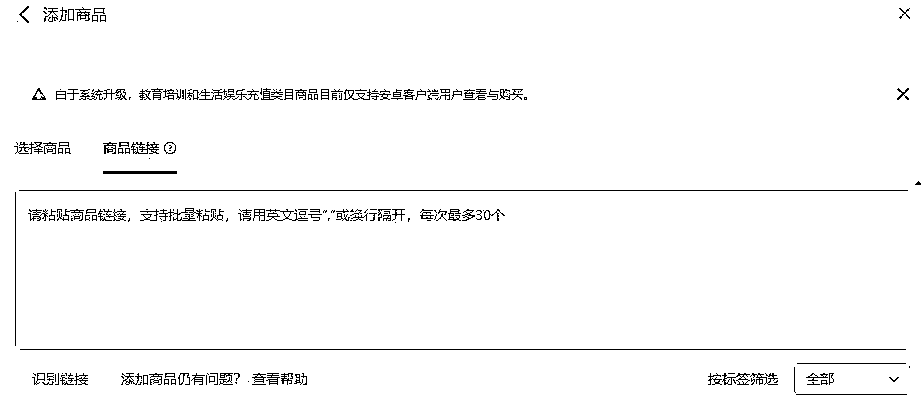 添加商品
由于系统升级，教育培训和生活娱乐充值类目商品目前仅支持安卓客户端用户查看与购买。
选择商品 商品链接
请粘贴商品链接，支持批量粘贴，请用英文逗号“,”或换行隔开，每次最多30个
识别链接 添加商品仍有问题？查看帮助 按标签筛选 全部